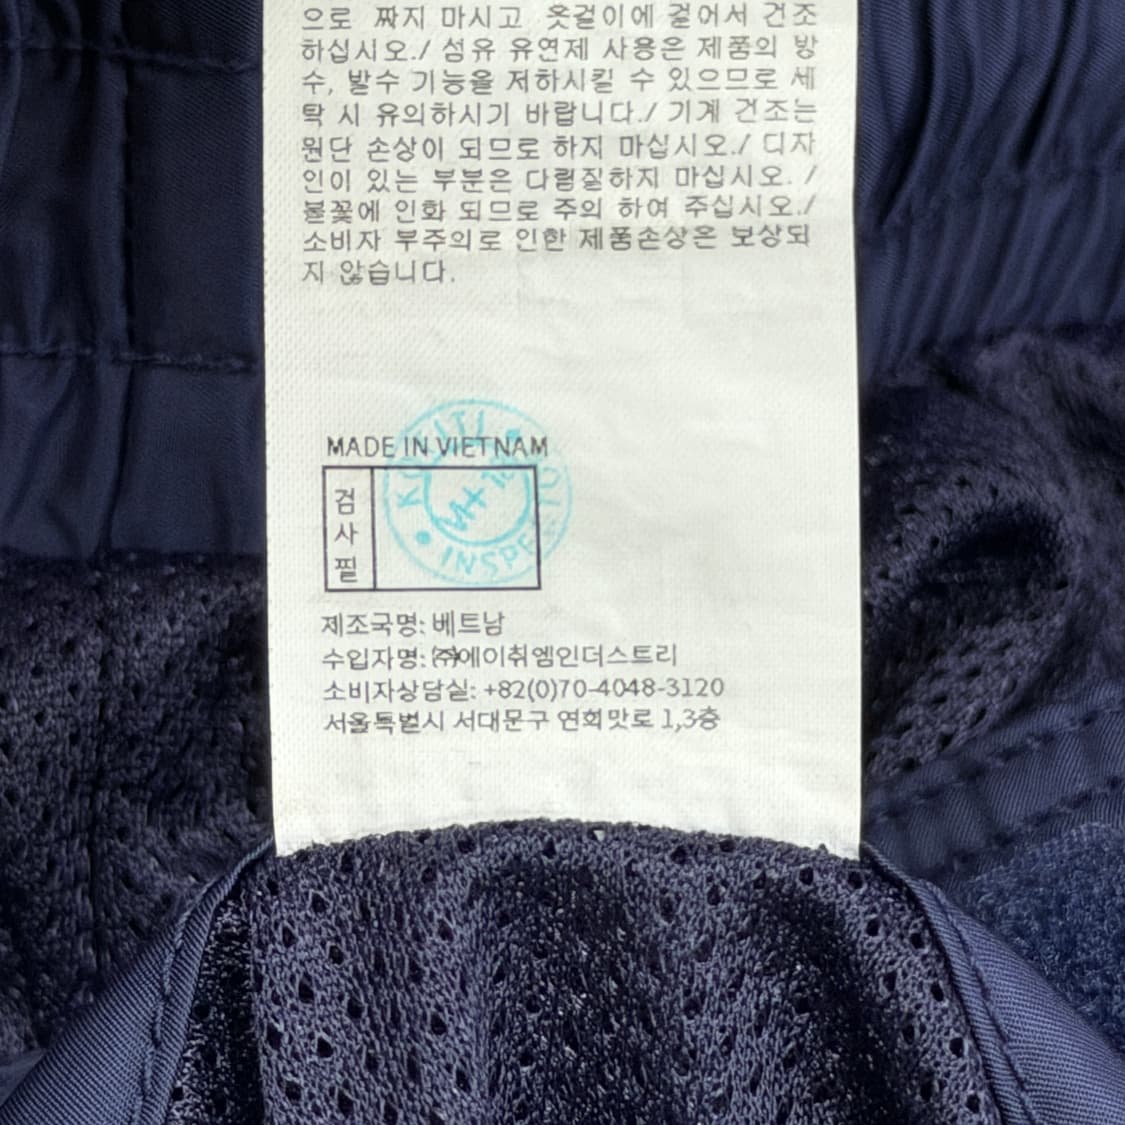 으로 짜지 마시고 옷걸이에 걸어서 건조
하십시오./ 섬유 유연제 사용은 제품의 방
수, 발수 기능을 저하시킬 수 있으므로 세
탁 시 유의하시기 바랍니다./ 기계 건조는
원단 손상이 되므로 하지 마십시오./ 디자
인이 있는 부분은 다림질하지 마십시오. /
불꽃에 인화 되므로 주의 하여 주십시오./
소비자 부주의로 인한 제품손상은 보상되
지 않습니다.
MADE IN VIETNAM
검
사
필
INSPE
제조국명: 베트남
수입자명: ㈜에이취엠인더스트리
소비자상담실: +82(0)70-4048-3120
서울특별시 서대문구 연희맛로 1,3층